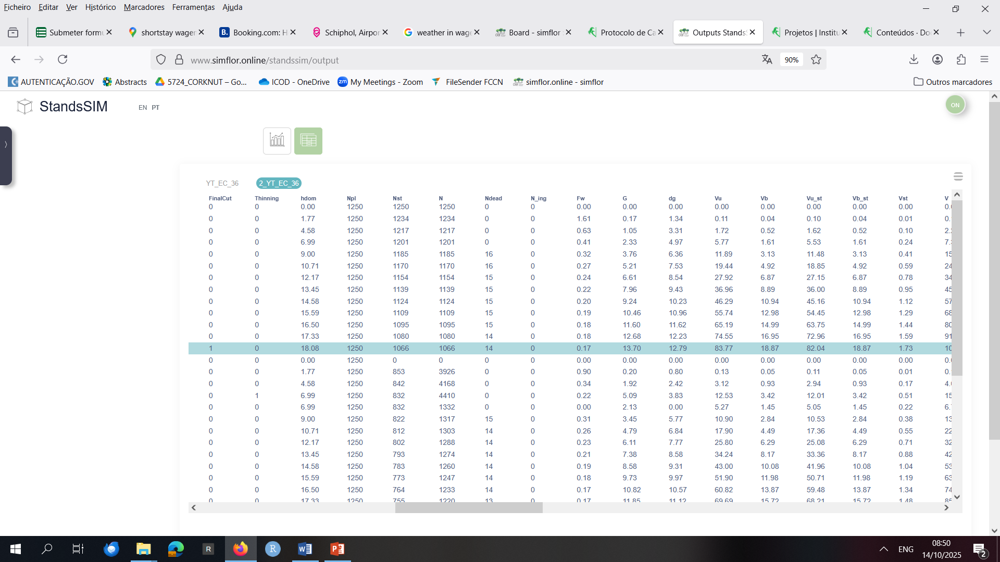 Ficheiro Editar Ver Histórico Marcadores Ferramentas Ajuda
Submeter formu shortstay wager Booking.com: H Schiphol, Airpor weather in wage Board - simflor : Protocolo de Ca Outputs StandsS Projetos | Institu Conteúdos · Do
www.simflor.online/standssim/output 90%
AUTENTICAÇÃO.GOV Abstracts 5724_CORKNUT – Go... ICOD - OneDrive My Meetings - Zoom FileSender FCCN simflor.online - simflor Outros marcadores
StandsSIM EN PT ON
YT_EC_36 2_YT_EC_36
FinalCut Thinning hdom Npl Nst N Ndead N_ing Fw G dg Vu Vb Vu_st Vb_st Vst V
0 0 0.00 1250 1250 1250 0 0 0.00 0.00 0.00 0.00 0.00 0.00 0.00 0.00 0.
0 0 1.77 1250 1234 1234 0 0 1.61 0.17 1.34 0.11 0.04 0.10 0.04 0.01 0.
0 0 4.58 1250 1217 1217 0 0 0.63 1.05 3.31 1.72 0.52 1.62 0.52 0.10 2.
0 0 6.99 1250 1201 1201 0 0 0.41 2.33 4.97 5.77 1.61 5.53 1.61 0.24 7.
0 0 9.00 1250 1185 1185 16 0 0.32 3.76 6.36 11.89 3.13 11.48 3.13 0.41 15
0 0 10.71 1250 1170 1170 16 0 0.27 5.21 7.53 19.44 4.92 18.85 4.92 0.59 24
0 0 12.17 1250 1154 1154 15 0 0.24 6.61 8.54 27.92 6.87 27.15 6.87 0.78 34
0 0 13.45 1250 1139 1139 15 0 0.22 7.96 9.43 36.96 8.89 36.00 8.89 0.95 45
0 0 14.58 1250 1124 1124 15 0 0.20 9.24 10.23 46.29 10.94 45.16 10.94 1.12 57
0 0 15.59 1250 1109 1109 15 0 0.19 10.46 10.96 55.74 12.98 54.45 12.98 1.29 68
0 0 16.50 1250 1095 1095 15 0 0.18 11.60 11.62 65.19 14.99 63.75 14.99 1.44 80
0 0 17.33 1250 1080 1080 14 0 0.18 12.68 12.23 74.55 16.95 72.96 16.95 1.59 91
1 0 18.08 1250 1066 1066 14 0 0.17 13.70 12.79 83.77 18.87 82.04 18.87 1.73 10
0 0 0.00 1250 0 0 0 0 0.00 0.00 0.00 0.00 0.00 0.00 0.00 0.00 0.
0 0 1.77 1250 853 3926 0 0 0.90 0.20 0.80 0.13 0.05 0.11 0.05 0.01 0.
0 0 4.58 1250 842 4168 0 0 0.34 1.92 2.42 3.12 0.93 2.94 0.93 0.17 4.
0 1 6.99 1250 832 4410 0 0 0.22 5.09 3.83 12.53 3.42 12.01 3.42 0.51 15
0 0 6.99 1250 832 1332 0 0 0.00 2.13 0.00 5.27 1.45 5.05 1.45 0.22 6.
0 0 9.00 1250 822 1317 15 0 0.31 3.45 5.77 10.90 2.84 10.53 2.84 0.38 13
0 0 10.71 1250 812 1303 14 0 0.26 4.79 6.84 17.90 4.49 17.36 4.49 0.55 22
0 0 12.17 1250 802 1288 14 0 0.23 6.11 7.77 25.80 6.29 25.08 6.29 0.71 32
0 0 13.45 1250 793 1274 14 0 0.21 7.38 8.58 34.24 8.17 33.36 8.17 0.88 42
0 0 14.58 1250 783 1260 14 0 0.19 8.58 9.31 43.00 10.08 41.96 10.08 1.04 53
0 0 15.59 1250 773 1247 14 0 0.18 9.73 9.97 51.90 11.98 50.71 11.98 1.19 63
0 0 16.50 1250 764 1233 14 0 0.17 10.82 10.57 60.82 13.87 59.48 13.87 1.34 74
0 0 17.33 1250 755 1220 13 0 0.17 11.85 11.12 69.69 15.72 68.21 15.72 1.48 85
ENG 08:50
14/10/2025 2